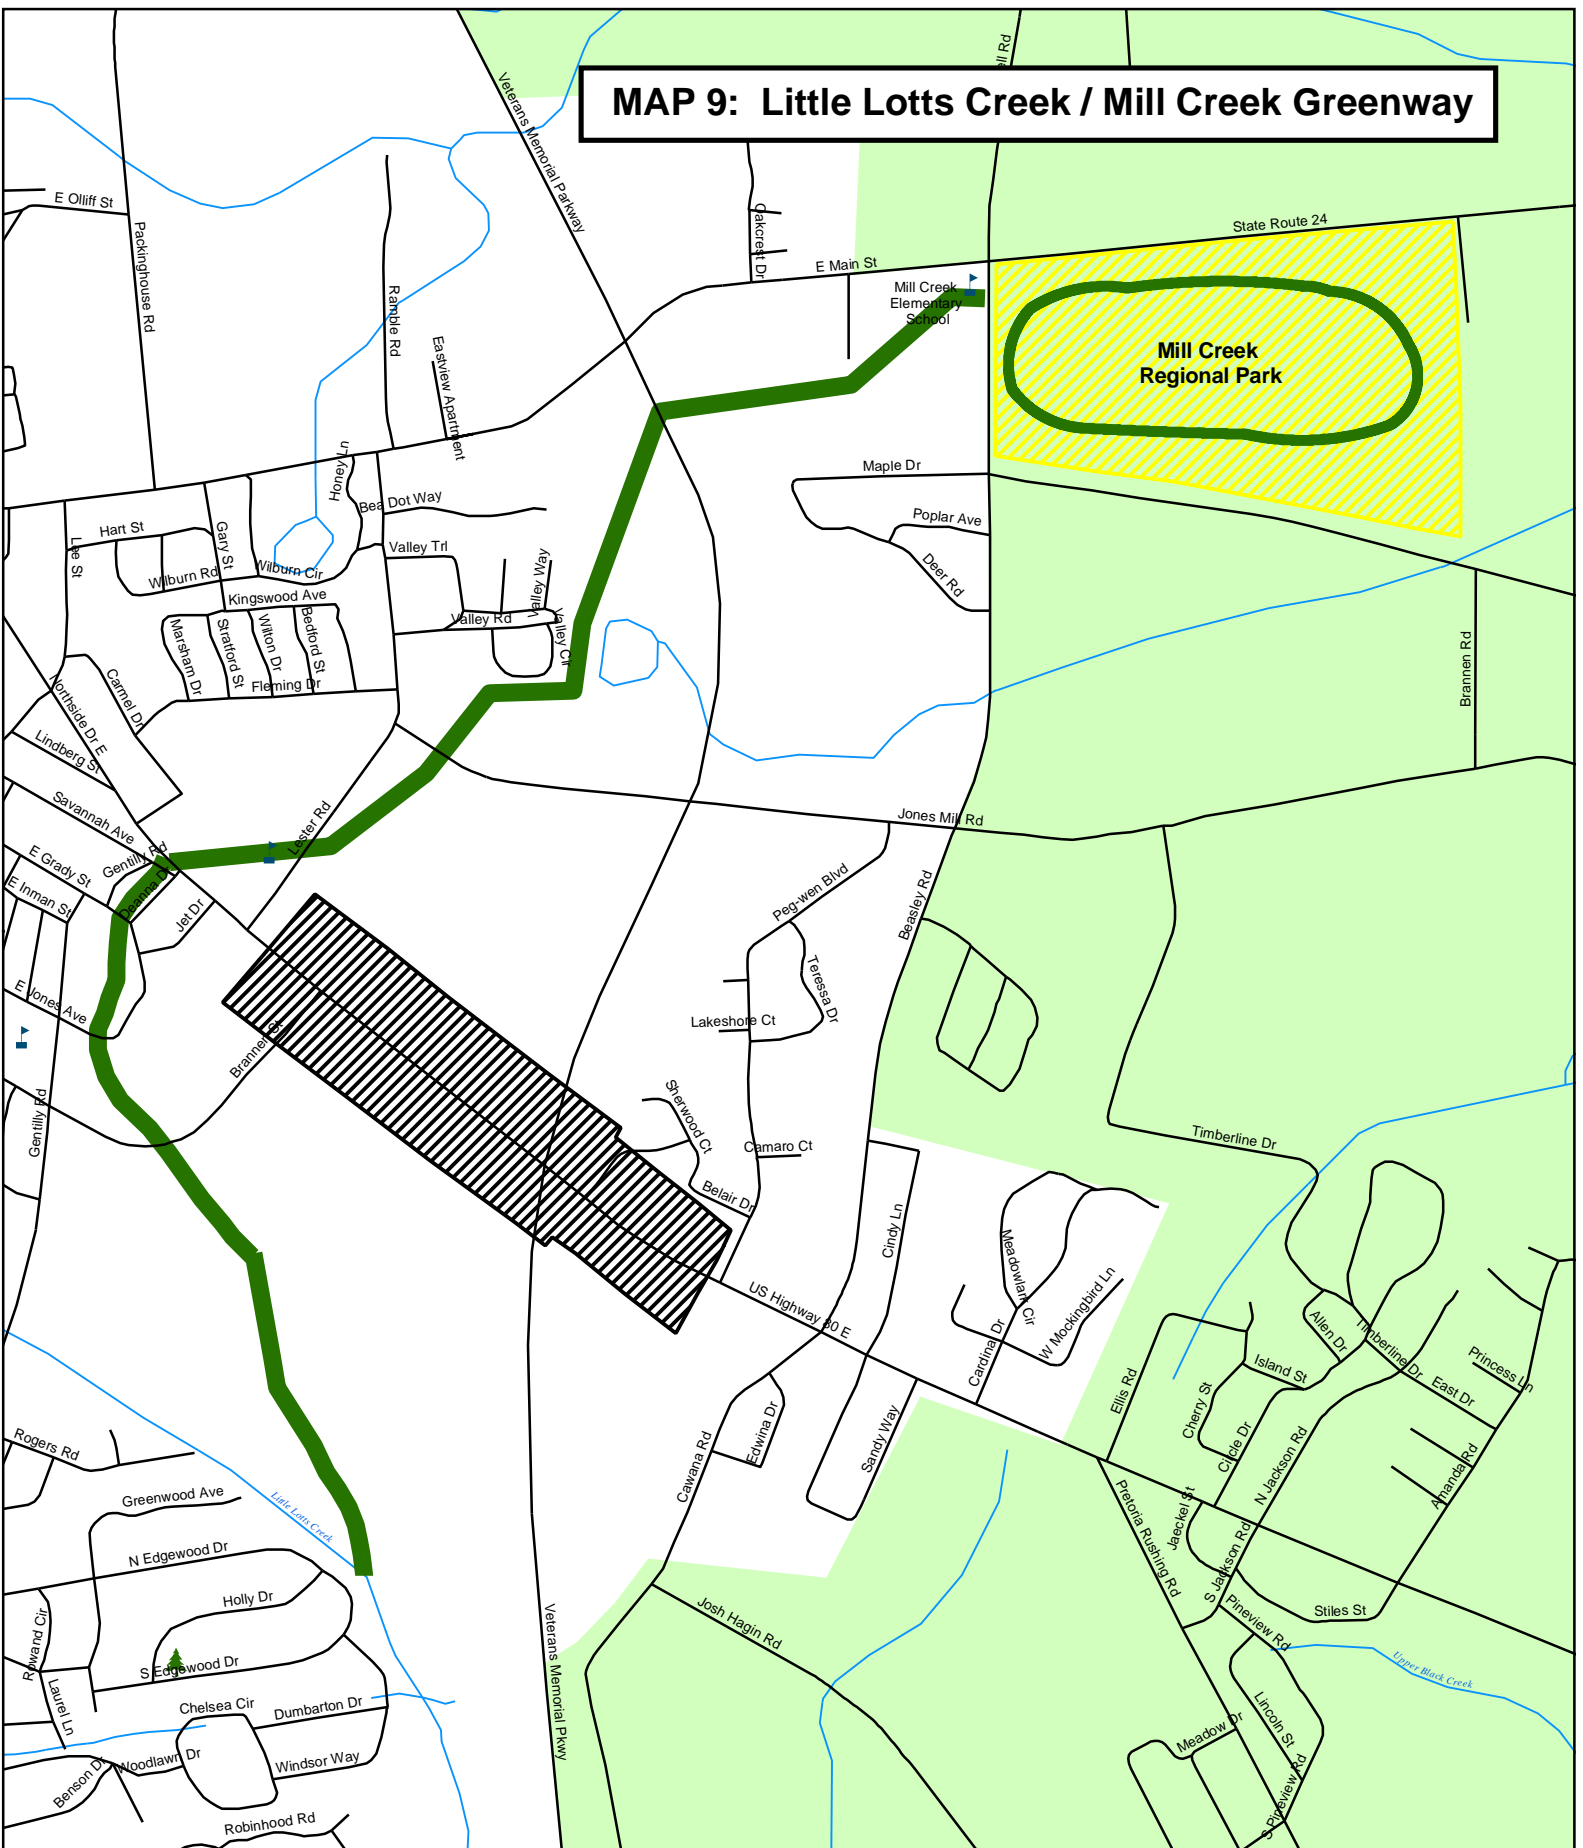 MAP 9: Little Lotts Creek / Mill Creek Greenway
ell Rd
Veterans Memorial Parkway
E Olliff St
Packinghouse Rd
Oakcrest Dr
State Route 24
E Main St
Mill Creek
Elementary
School
Ramble Rd
Eastview Apartment
Mill Creek
Regional Park
Honey Ln
Maple Dr
Bea Dot Way
Poplar Ave
Hart St
Gary St
Lee St
Valley Trl
Deer Rd
Wilburn Rd
Wilburn Cir
Valley Way
Kingswood Ave
Valley Rd
Valley Cir
Marsham Dr
Stratford St
Wilton Dr
Bedford St
Brannen Rd
Carmel Dr
Northside Dr E
Fleming Dr
Lindberg St
Savannah Ave
Lester Rd
Jones Mill Rd
E Grady St
Gentilly Rd
Deanna Dr
E Inman St
Jet Dr
Peg-wen Blvd
Beasley Rd
Teressa Dr
E Jones Ave
Lakeshore Ct
Brannen St
Gentilly Rd
Sherwood Ct
Camaro Ct
Timberline Dr
Belair Dr
Cindy Ln
Meadowlark Cir
W Mockingbird Ln
US Highway 80 E
Cardinal Dr
Allen Dr
Timberline Dr
Princess Ln
Island St
East Dr
Ellis Rd
Cherry St
Circle Dr
N Jackson Rd
Amanda Rd
Edwina Dr
Sandy Way
Cawana Rd
Rogers Rd
Greenwood Ave
Little Lotts Creek
Pretoria Rushing Rd
Jaeckel St
S Jackson Rd
N Edgewood Dr
Holly Dr
Josh Hagin Rd
Pineview Rd
Stiles St
Rowand Cir
S Edgewood Dr
Veterans Memorial Pkwy
Upper Black Creek
Laurel Ln
Chelsea Cir
Dumbarton Dr
Lincoln St
Meadow Dr
Woodlawn Dr
Windsor Way
Benson Dr
S Pineview Rd
Robinhood Rd